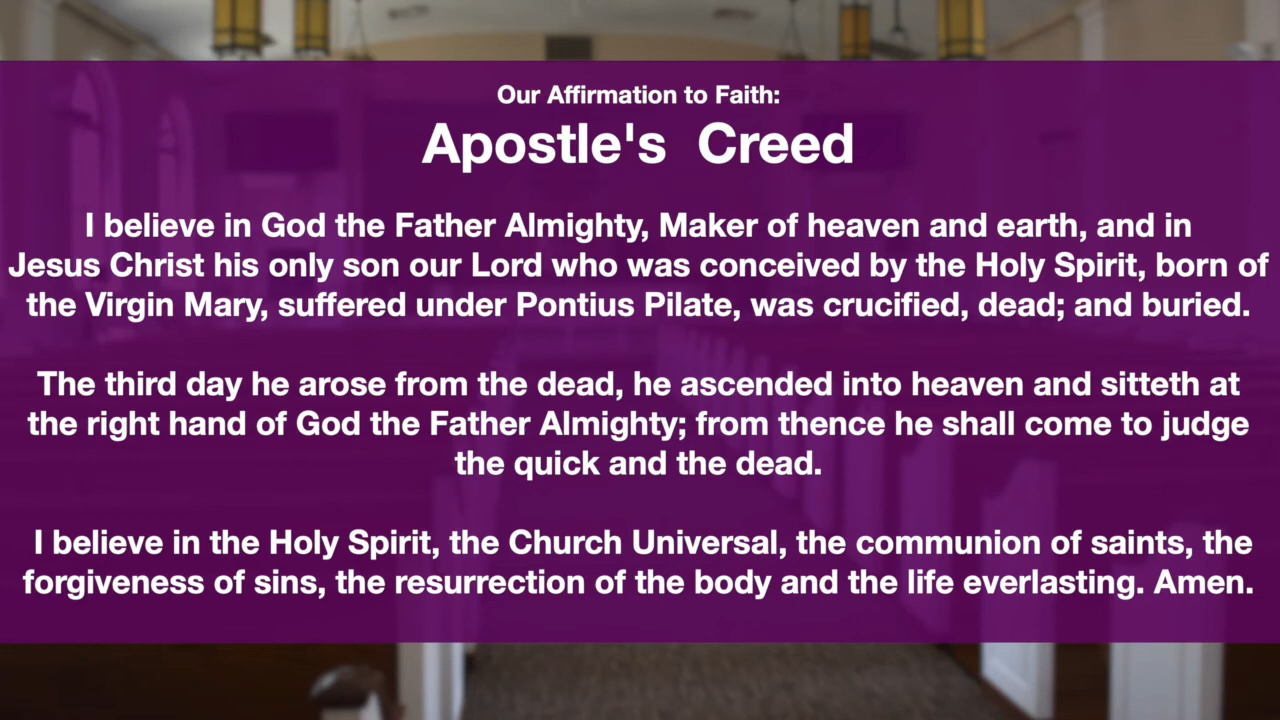 Our Affirmation to Faith:
Apostle's Creed
I believe in God the Father Almighty, Maker of heaven and earth, and in
Jesus Christ his only son our Lord who was conceived by the Holy Spirit, born of
the Virgin Mary, suffered under Pontius Pilate, was crucified, dead; and buried.
The third day he arose from the dead, he ascended into heaven and sitteth at
the right hand of God the Father Almighty; from thence he shall come to judge
the quick and the dead.
I believe in the Holy Spirit, the Church Universal, the communion of saints, the
forgiveness of sins, the resurrection of the body and the life everlasting. Amen.